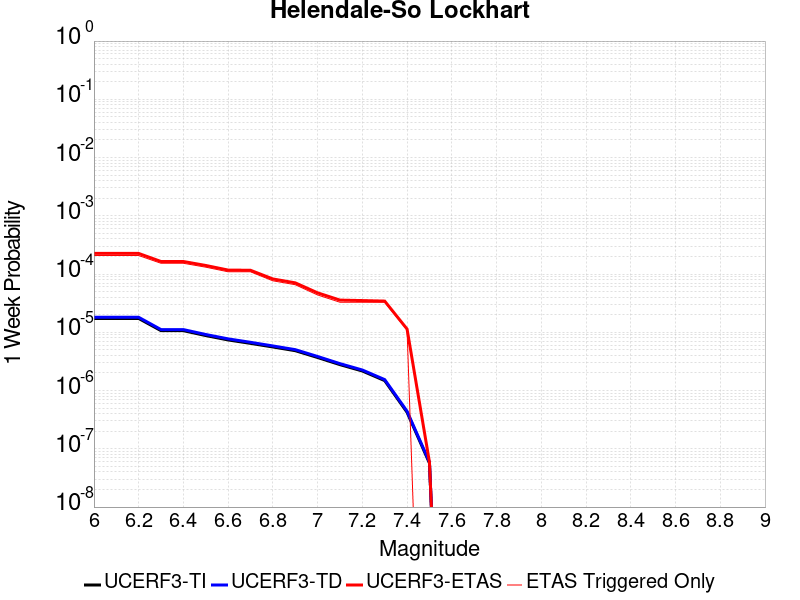 Helendale-So Lockhart
10^0
10^-1
10^-2
10^-3
10^-4
10^-5
10^-6
10^-7
10^-8
1 Week Probability
6 6.2 6.4 6.6 6.8 7 7.2 7.4 7.6 7.8 8 8.2 8.4 8.6 8.8 9
Magnitude
UCERF3-TI UCERF3-TD UCERF3-ETAS ETAS Triggered Only